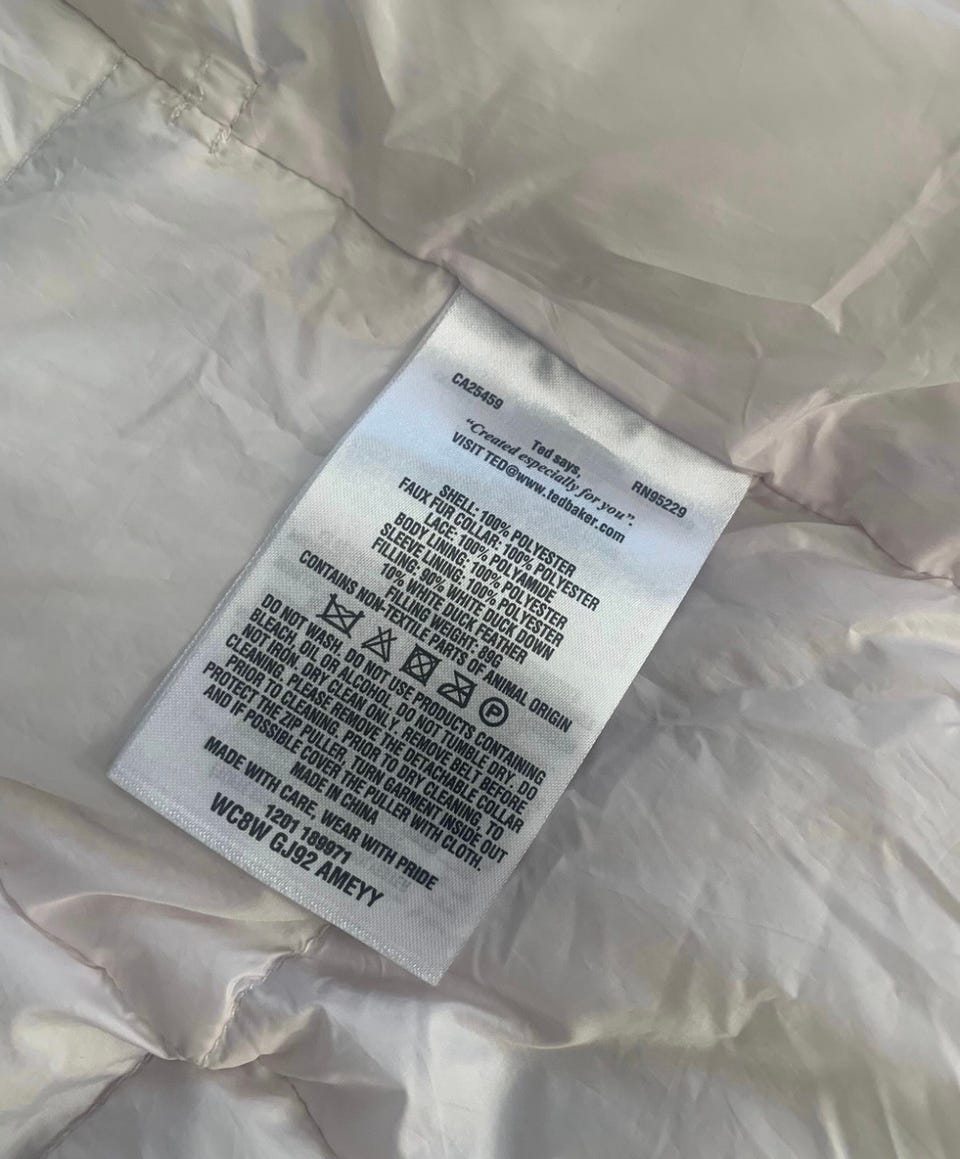 CA25459
RN95229
Ted says,
“Created especially for you”.
VISIT TED@www.tedbaker.com
SHELL: 100% POLYESTER
FAUX FUR COLLAR: 100% POLYESTER
LACE: 100% POLYAMIDE
BODY LINING: 100% POLYESTER
SLEEVE LINING: 100% POLYESTER
FILLING: 90% WHITE DUCK DOWN
10% WHITE DUCK FEATHER
FILLING WEIGHT: 89G
CONTAINS NON-TEXTILE PARTS OF ANIMAL ORIGIN
P
DO NOT WASH. DO NOT USE PRODUCTS CONTAINING
BLEACH, OIL OR ALCOHOL. DO NOT TUMBLE DRY. DO
NOT IRON. DRY CLEAN ONLY. REMOVE BELT BEFORE
CLEANING. PLEASE REMOVE THE DETACHABLE COLLAR
PRIOR TO CLEANING. PRIOR TO DRY CLEANING, TO
PROTECT THE ZIP PULLER, TURN GARMENT INSIDE OUT
AND IF POSSIBLE COVER THE PULLER WITH CLOTH.
MADE IN CHINA
MADE WITH CARE, WEAR WITH PRIDE
1201 189971
WC8W GJ92 AMEYY